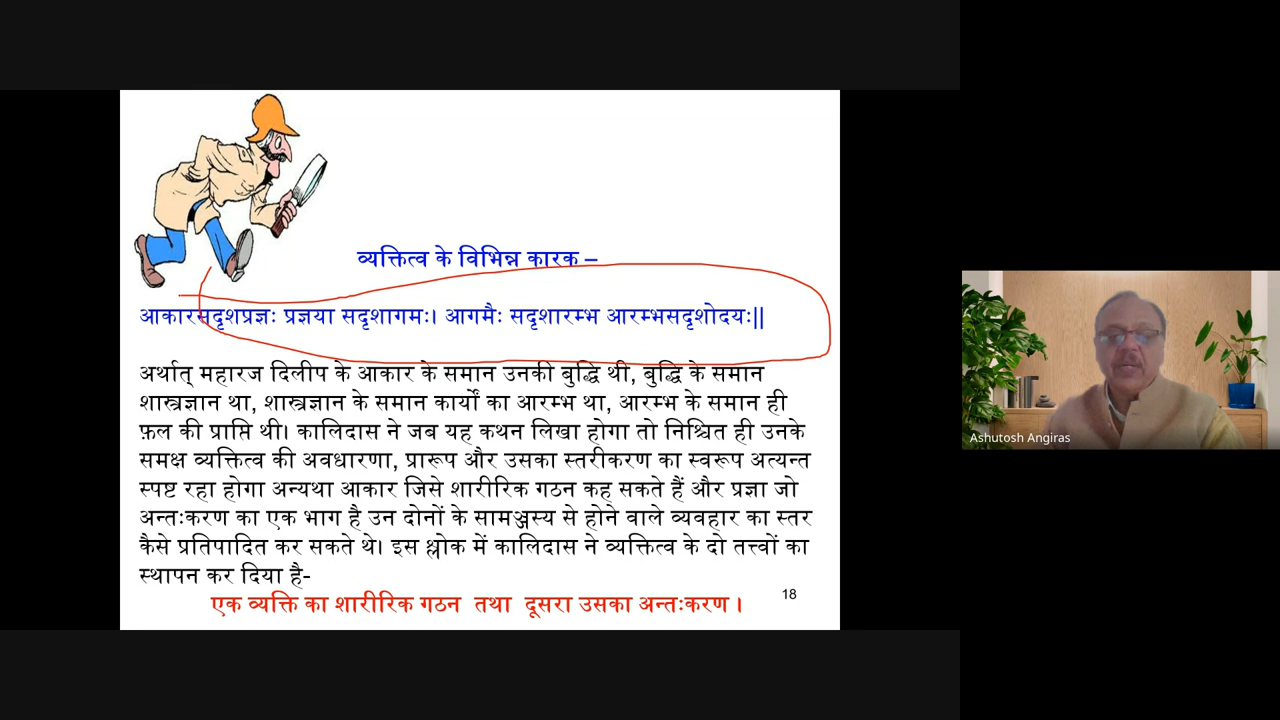 व्यक्तित्व के विभिन्न कारक –
आकारसदृशप्रज्ञः प्रज्ञया सदृशागमः। आगमैः सदृशारम्भ आरम्भसदृशोदयः||
अर्थात् महारज दिलीप के आकार के समान उनकी बुद्धि थी, बुद्धि के समान
शास्त्रज्ञान था, शास्त्रज्ञान के समान कार्यों का आरम्भ था, आरम्भ के समान ही
फ़ल की प्राप्ति थी। कालिदास ने जब यह कथन लिखा होगा तो निश्चित ही उनके
समक्ष व्यक्तित्व की अवधारणा, प्रारूप और उसका स्तरीकरण का स्वरूप अत्यन्त
स्पष्ट रहा होगा अन्यथा आकार जिसे शारीरिक गठन कह सकते हैं और प्रज्ञा जो
अन्तःकरण का एक भाग है उन दोनों के सामञ्जस्य से होने वाले व्यवहार का स्तर
कैसे प्रतिपादित कर सकते थे। इस श्लोक में कालिदास ने व्यक्तित्व के दो तत्त्वों का
स्थापन कर दिया है-
एक व्यक्ति का शारीरिक गठन तथा दूसरा उसका अन्तःकरण ।
18
Ashutosh Angiras